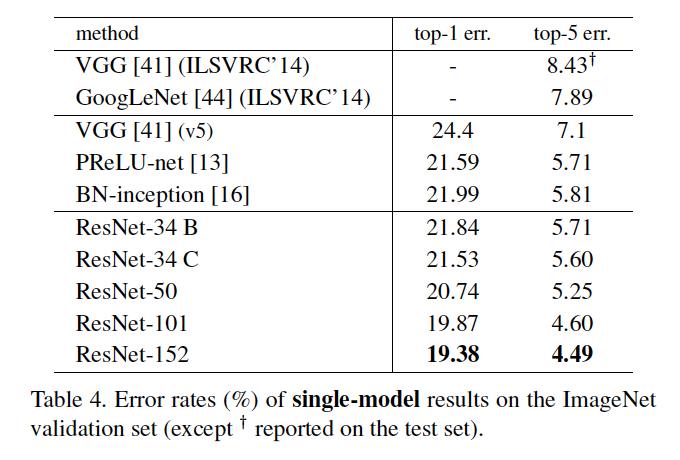 method top-1 err. top-5 err.
VGG [41] (ILSVRC’14) - 8.43†
GoogLeNet [44] (ILSVRC’14) - 7.89
VGG [41] (v5) 24.4 7.1
PReLU-net [13] 21.59 5.71
BN-inception [16] 21.99 5.81
ResNet-34 B 21.84 5.71
ResNet-34 C 21.53 5.60
ResNet-50 20.74 5.25
ResNet-101 19.87 4.60
ResNet-152 19.38 4.49
Table 4. Error rates (%) of single-model results on the ImageNet
validation set (except † reported on the test set).